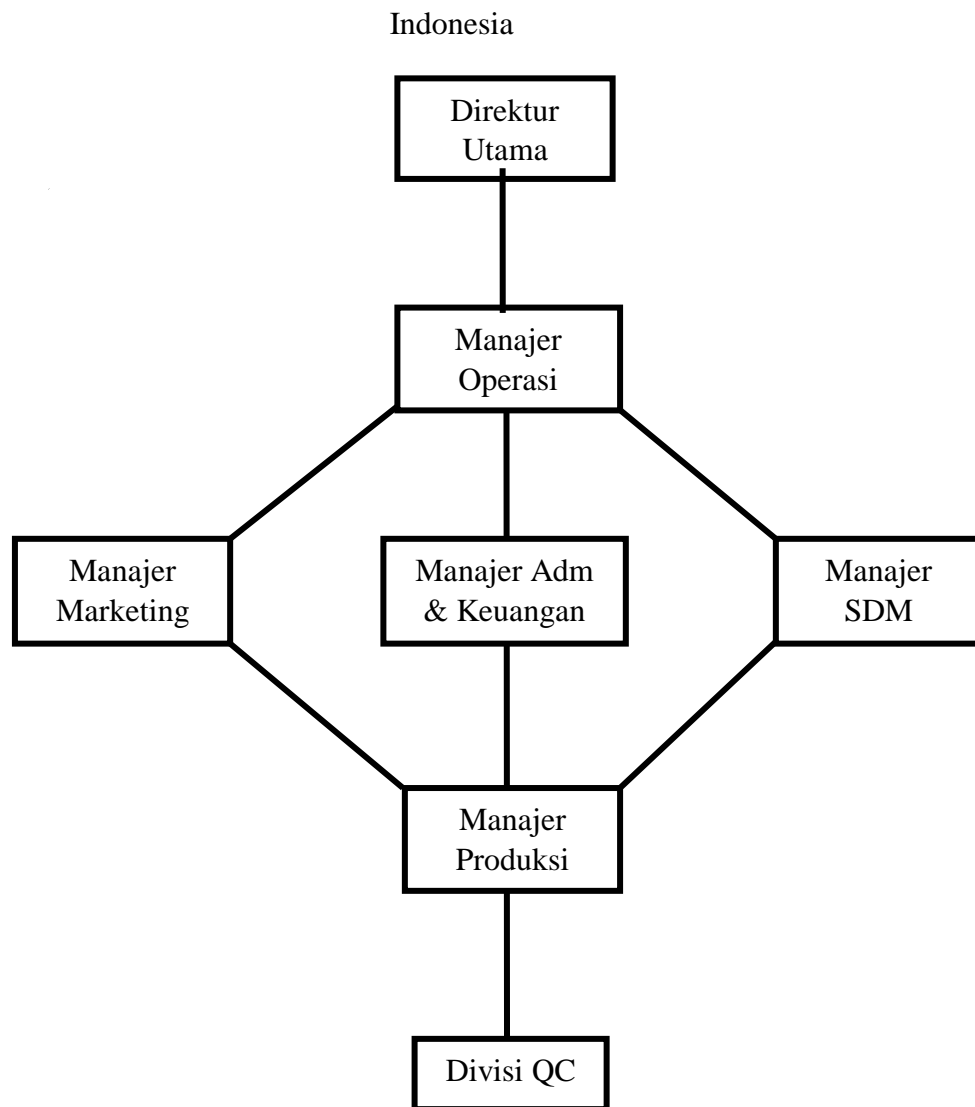 Indonesia
Direktur
Utama
Manajer
Operasi
Manajer
Marketing
Manajer Adm
& Keuangan
Manajer
SDM
Manajer
Produksi
Divisi QC